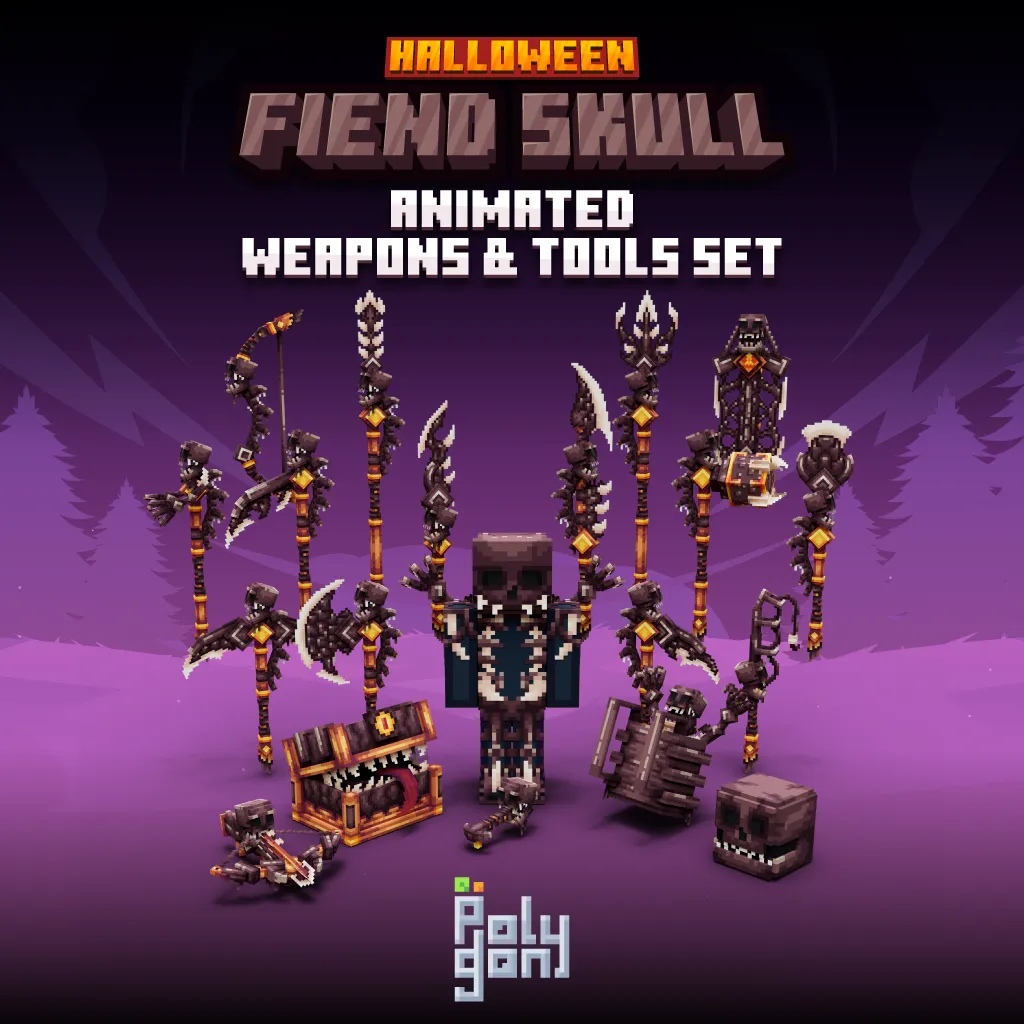 HALLOWEEN
FIEND SKULL
ANIMATED
WEAPONS & TOOLS SET
Poly
gon